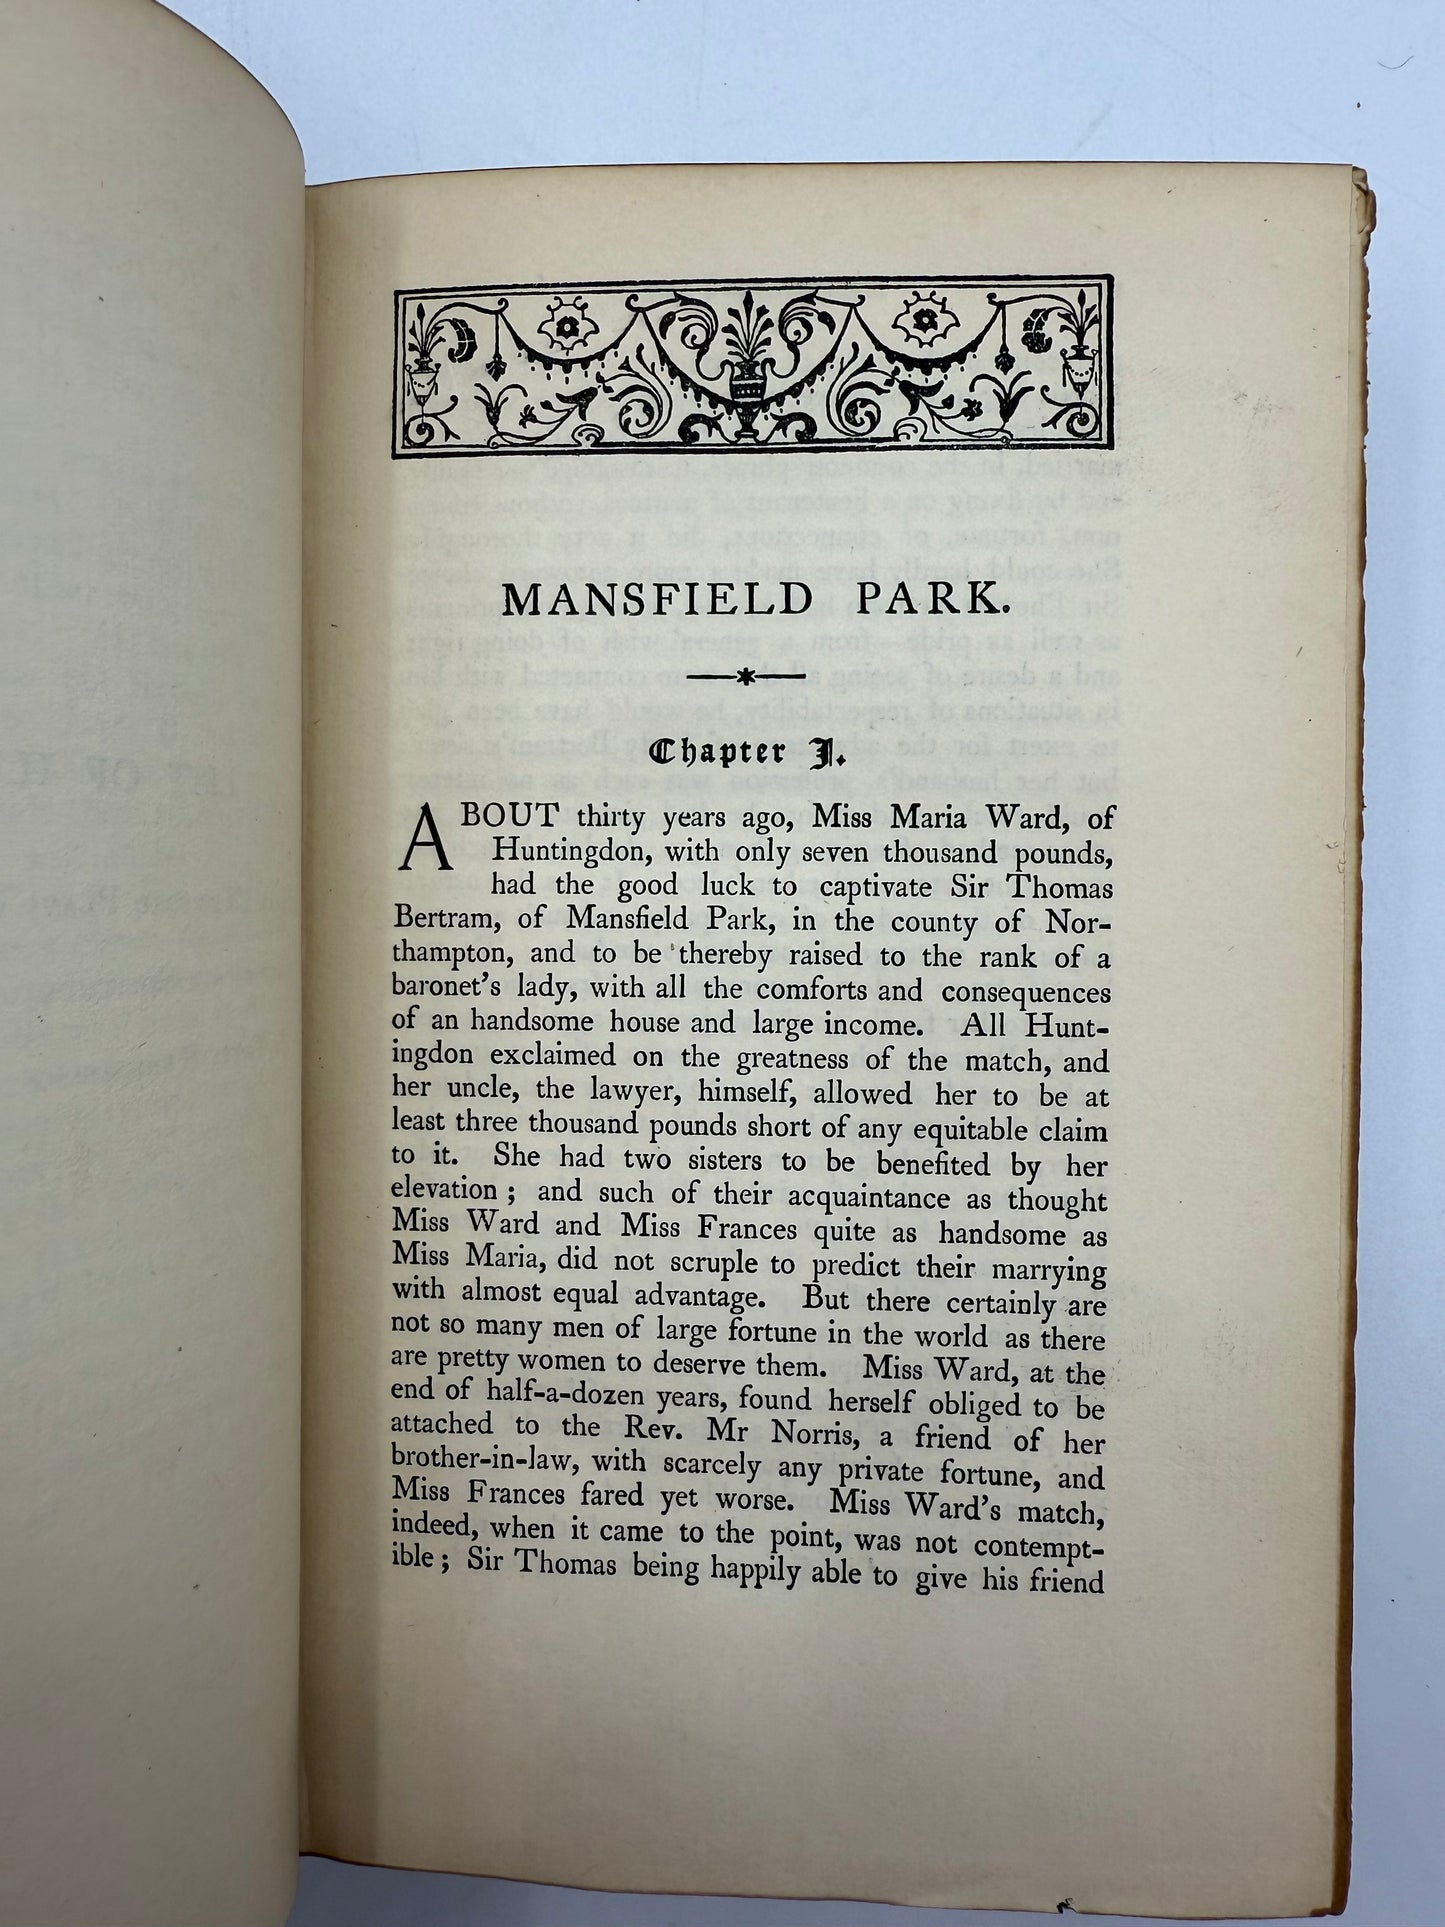 MANSFIELD PARK.
Chapter I.
ABOUT thirty years ago, Miss Maria Ward, of
Huntingdon, with only seven thousand pounds,
had the good luck to captivate Sir Thomas
Bertram, of Mansfield Park, in the county of Nor-
thampton, and to be thereby raised to the rank of a
baronet's lady, with all the comforts and consequences
of an handsome house and large income. All Hunt-
ingdon exclaimed on the greatness of the match, and
her uncle, the lawyer, himself, allowed her to be at
least three thousand pounds short of any equitable claim
to it. She had two sisters to be benefited by her
elevation; and such of their acquaintance as thought
Miss Ward and Miss Frances quite as handsome as
Miss Maria, did not scruple to predict their marrying
with almost equal advantage. But there certainly are
not so many men of large fortune in the world as there
are pretty women to deserve them. Miss Ward, at the
end of half-a-dozen years, found herself obliged to be
attached to the Rev. Mr Norris, a friend of her
brother-in-law, with scarcely any private fortune, and
Miss Frances fared yet worse. Miss Ward's match,
indeed, when it came to the point, was not contempt-
ible; Sir Thomas being happily able to give his friend